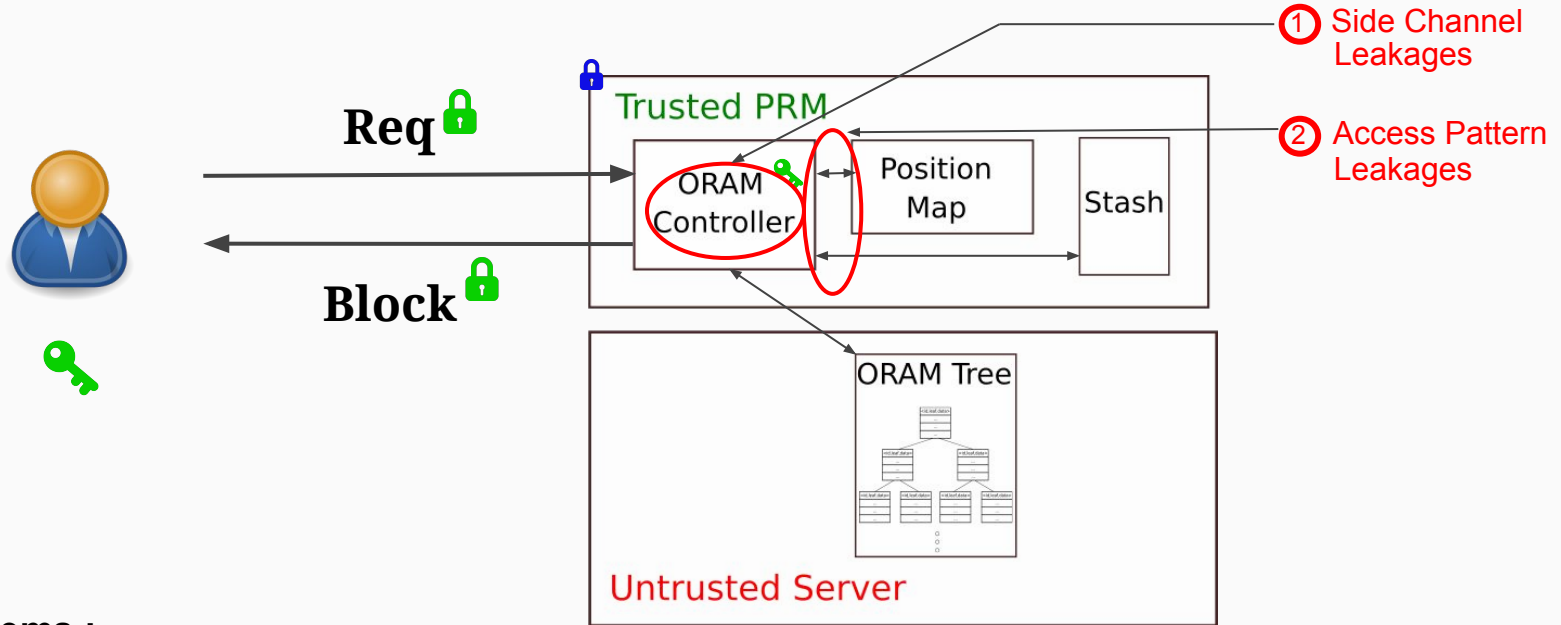 1 Side Channel
Leakages
Trusted PRM
Req
2 Access Pattern
Leakages
ORAM
Controller
Position
Map
Stash
Block
ORAM Tree
Untrusted Server